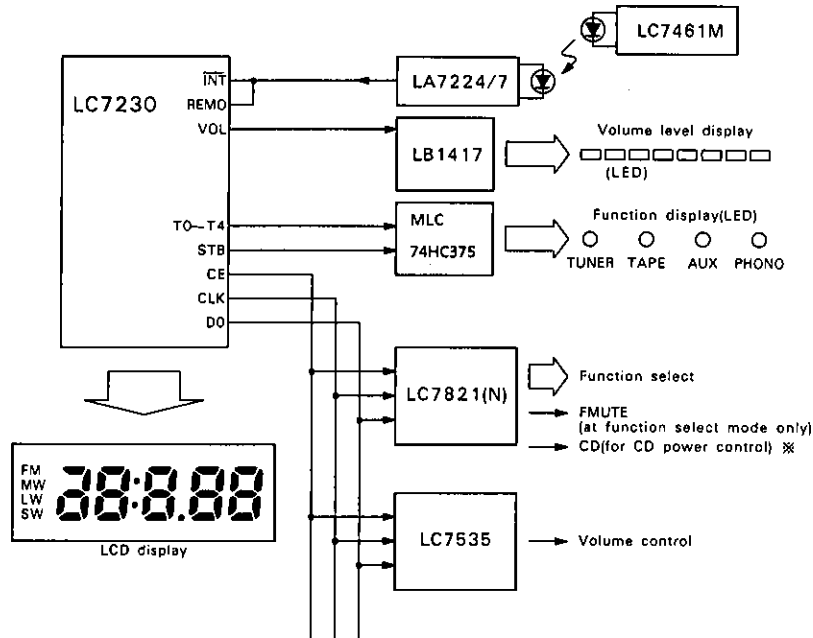 LC7461M
LC7230
INT
REMO
VOL
T0—T4
STB
CE
CLK
DO
LA7224/7
LB1417
Volume level display
(LED)
MLC
74HC375
Function display(LED)
TUNER TAPE AUX PHONO
LC7821(N)
Function select
FMUTE
(at function select mode only)
CD(for CD power control) ※
FM
MW
LW
SW
38:8.88
LCD display
LC7535
Volume control